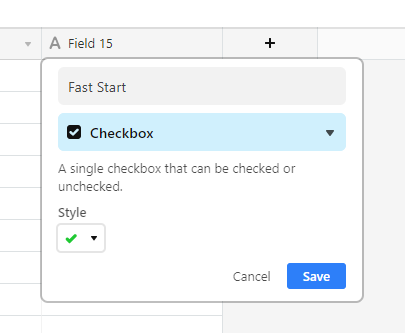 A Field 15
+
Fast Start
Checkbox
A single checkbox that can be checked or
unchecked.
Style
Cancel Save